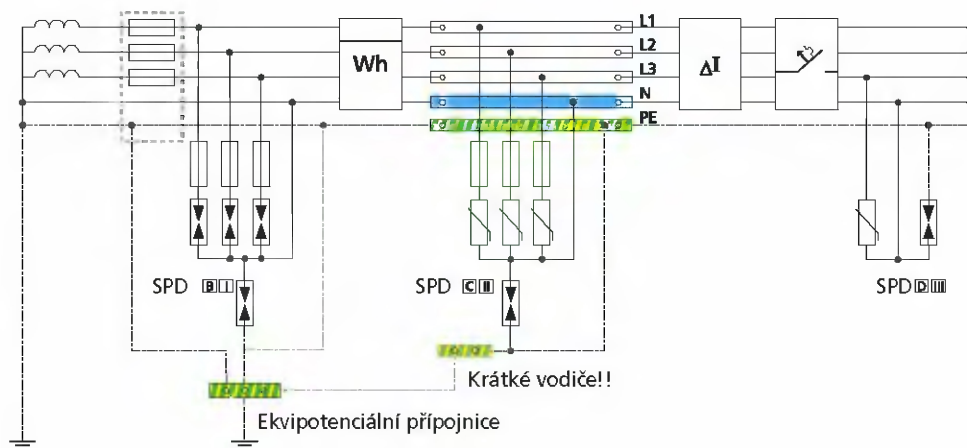 L1
L2
L3
N
PE
Wh
ΔI
SPD B I
SPD C II
SPD D III
Krátké vodiče!!
Ekvipotenciální přípojnice